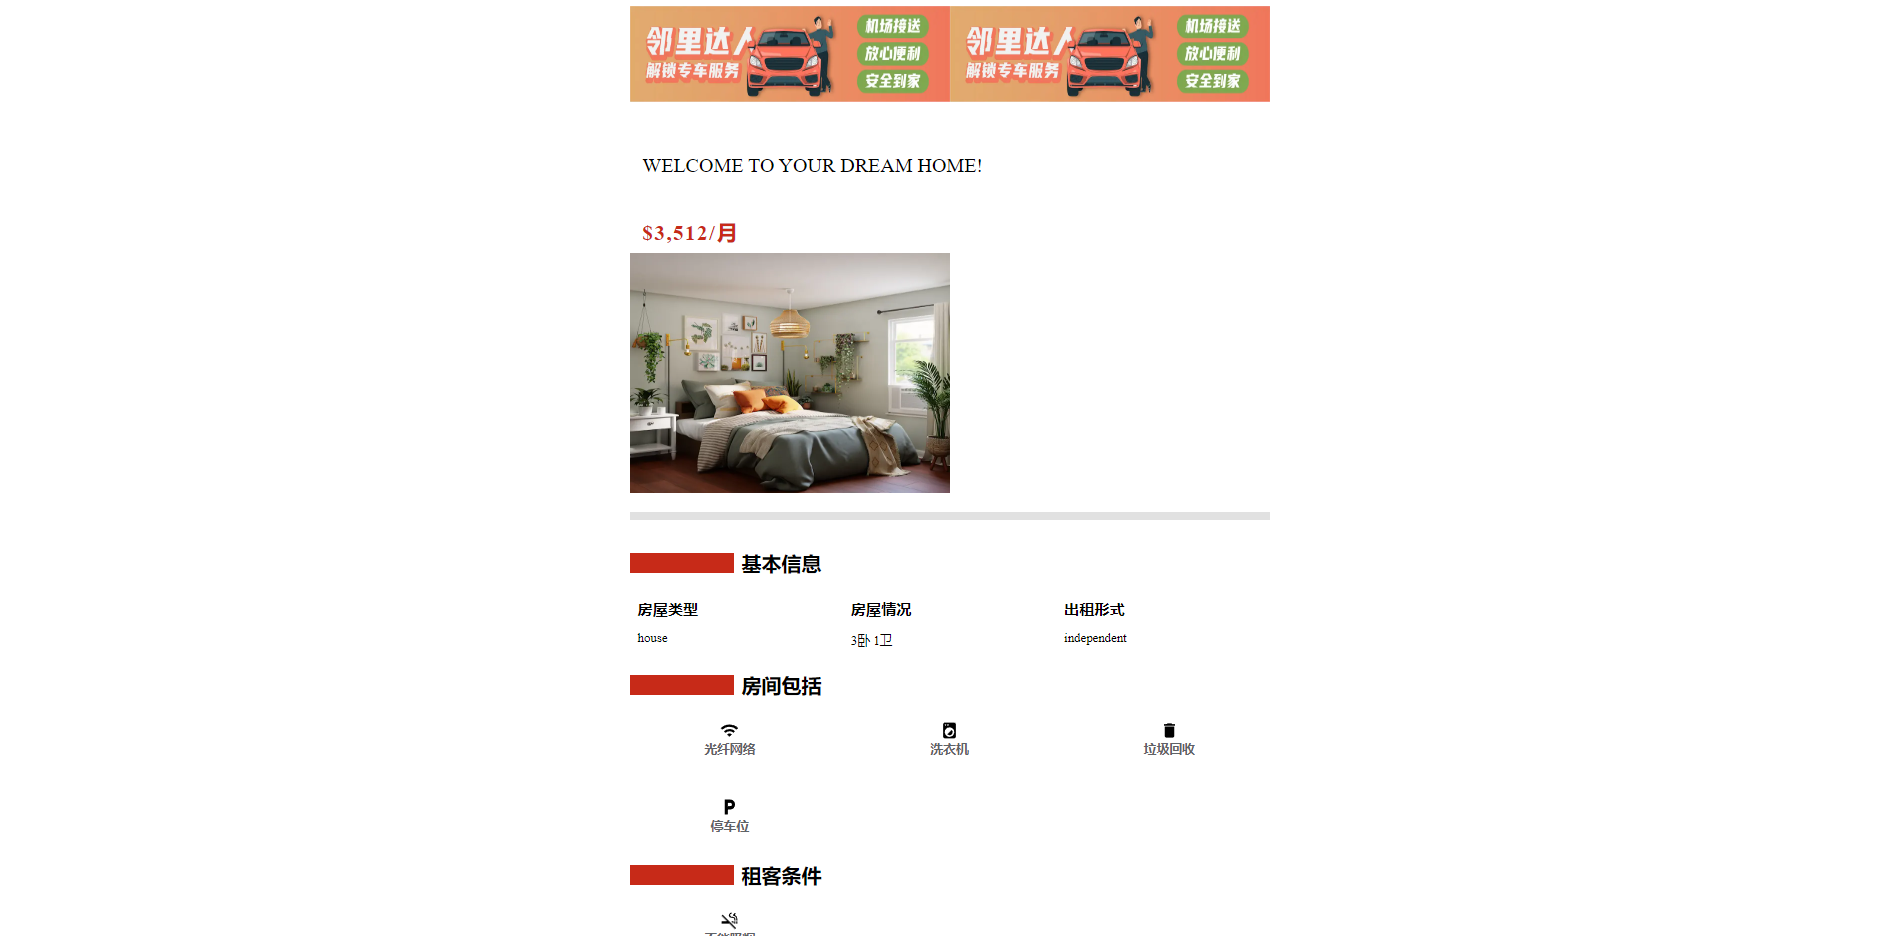 邻里达人
解锁专车服务
机场接送
放心便利
安全到家
邻里达人
解锁专车服务
机场接送
放心便利
安全到家
WELCOME TO YOUR DREAM HOME!
$3,512/月
基本信息
房屋类型 房屋情况 出租形式
house 3卧 1卫 independent
房间包括
光纤网络 洗衣机 垃圾回收
P
停车位
租客条件